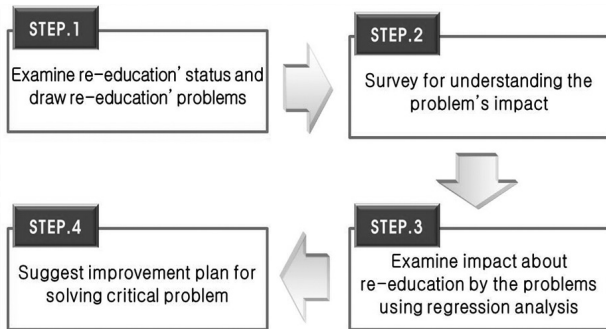 STEP.1
Examine re-education' status and
draw re-education' problems
STEP.2
Survey for understanding the
problem's impact
STEP.3
Examine impact about
re-education by the problems
using regression analysis
STEP.4
Suggest improvement plan for
solving critical problem